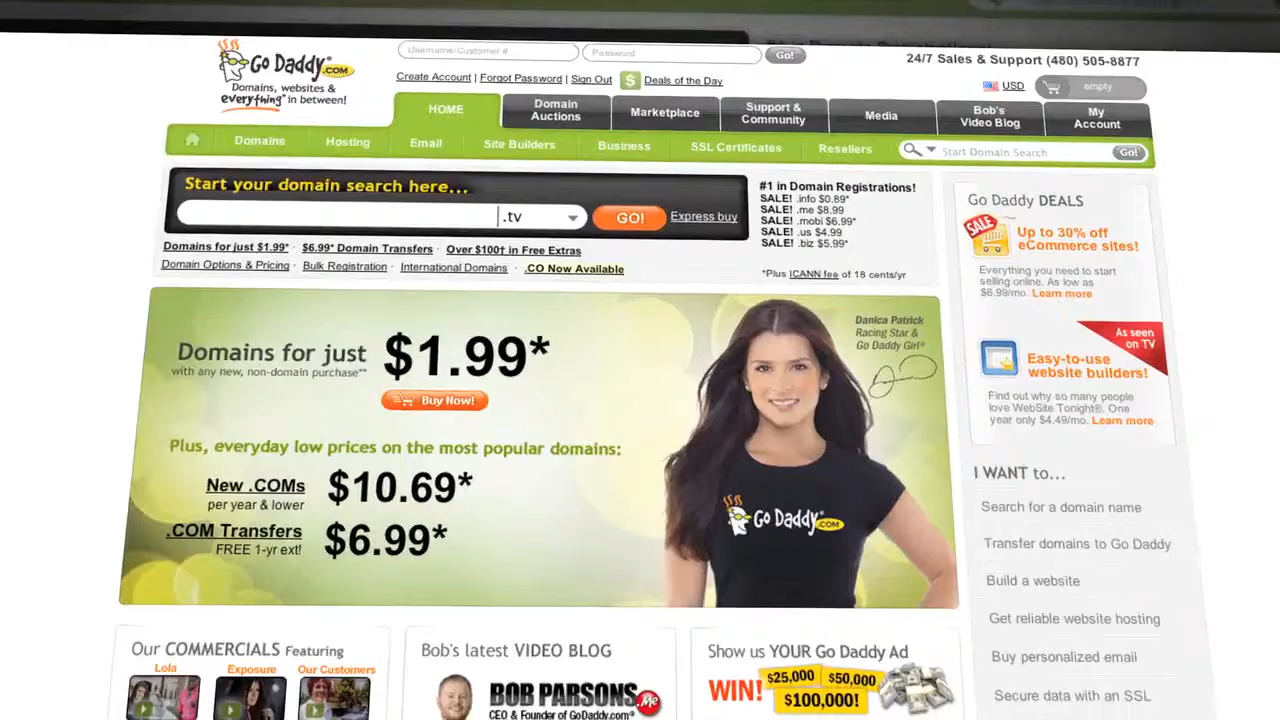 Go Daddy.COM
Domains, websites &
everything* in between!
Username/Customer #
Password
Go!
Create Account | Forgot Password | Sign Out
$
Deals of the Day
24/7 Sales & Support (480) 505-8877
USD
empty
HOME
Domain Auctions
Marketplace
Support & Community
Media
Bob's Video Blog
My Account
Domains
Hosting
Email
Site Builders
Business
SSL Certificates
Resellers
Start Domain Search
Go!
Start your domain search here...
.tv
GO!
Express buy
Domains for just $1.99* · $6.99* Domain Transfers · Over $100† in Free Extras
Domain Options & Pricing · Bulk Registration · International Domains · .CO Now Available
#1 in Domain Registrations!
SALE! .info $0.89*
SALE! .me $8.99
SALE! .mobi $6.99*
SALE! .us $4.99
SALE! .biz $5.99*
*Plus ICANN fee of 18 cents/yr
Domains for just $1.99*
with any new, non-domain purchase**
Buy Now!
Plus, everyday low prices on the most popular domains:
New .COMs $10.69*
per year & lower
.COM Transfers $6.99*
FREE 1-yr ext!
Danica Patrick
Racing Star &
Go Daddy Girl®
Go Daddy.COM
Go Daddy DEALS
SALE
Up to 30% off
eCommerce sites!
Everything you need to start
selling online. As low as
$6.99/mo. Learn more
As seen
on TV
Easy-to-use
website builders!
Find out why so many people
love WebSite Tonight®. One
year only $4.49/mo. Learn more
I WANT to...
Search for a domain name
Transfer domains to Go Daddy
Build a website
Get reliable website hosting
Buy personalized email
Secure data with an SSL
Our COMMERCIALS Featuring
Lola
Exposure
Our Customers
Bob's latest VIDEO BLOG
BOB PARSONS.Me
CEO & Founder of GoDaddy.com®
Show us YOUR Go Daddy Ad
WIN!
$25,000
$50,000
$100,000!